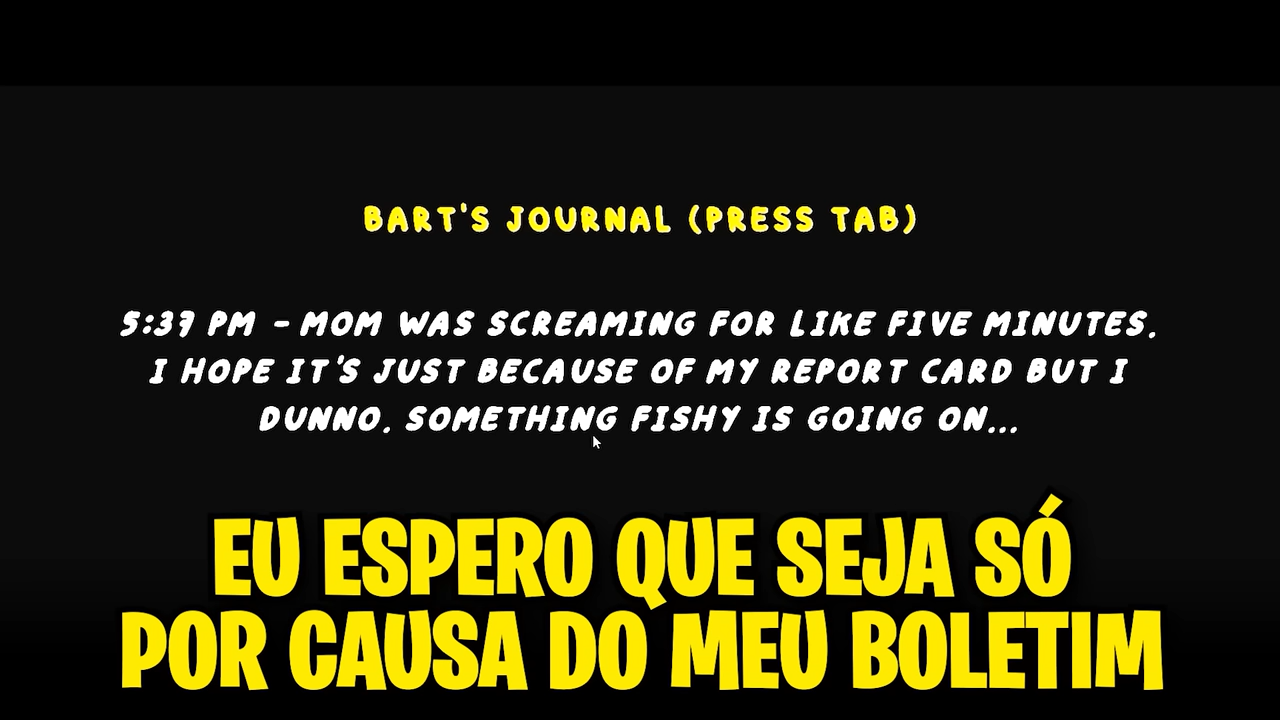 BART'S JOURNAL (PRESS TAB)
5:37 PM - MOM WAS SCREAMING FOR LIKE FIVE MINUTES.
I HOPE IT'S JUST BECAUSE OF MY REPORT CARD BUT I
DUNNO. SOMETHING FISHY IS GOING ON...
EU ESPERO QUE SEJA SÓ
POR CAUSA DO MEU BOLETIM